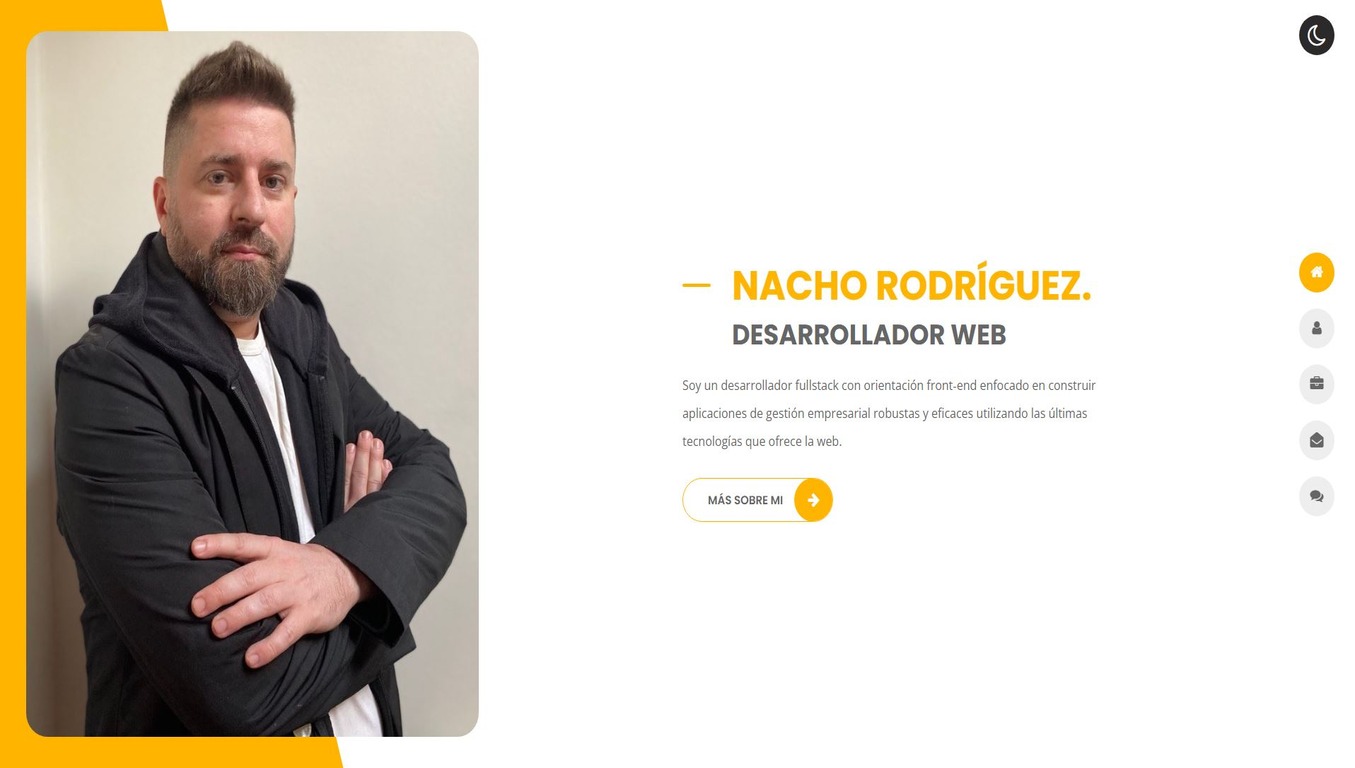 NACHO RODRÍGUEZ.
DESARROLLADOR WEB
Soy un desarrollador fullstack con orientación front-end enfocado en construir
aplicaciones de gestión empresarial robustas y eficaces utilizando las últimas
tecnologías que ofrece la web.
MÁS SOBRE MI